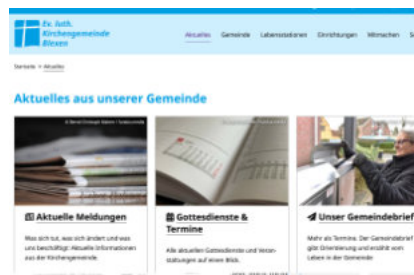 Ev. luth.
Kirchengemeinde
Blexen
Aktuelles Gemeinde Lebensstationen Einrichtungen Mitmachen
Startseite > Aktuelles
Aktuelles aus unserer Gemeinde
Aktuelle Meldungen
Was sich tut, was sich ändert und was
uns beschäftigt: Aktuelle Informationen
aus der Kirchengemeinde.
Gottesdienste &
Termine
Alle aktuellen Gottesdienste und Veran-
staltungen auf einen Blick.
Unser Gemeindebrief
Mehr als Termine. Der Gemeindebrief
gibt Orientierung und erzählt vom
Leben in der Gemeinde.